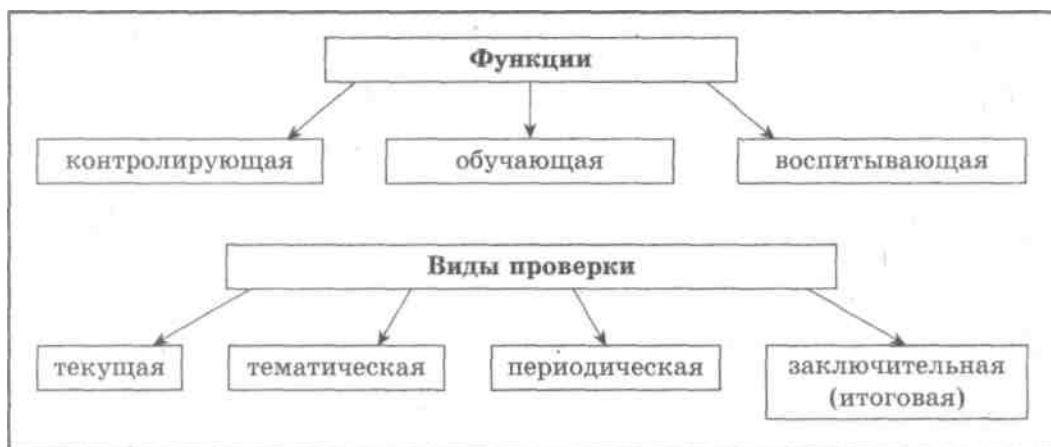 Функции
контролирующая
обучающая
воспитывающая
Виды проверки
текущая
тематическая
периодическая
заключительная
(итоговая)